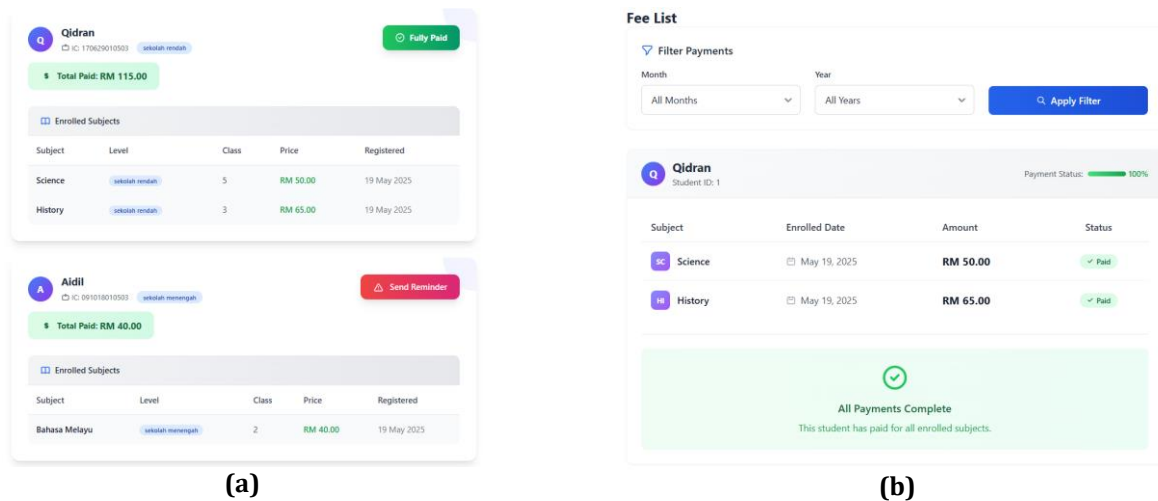 Qidran
IC: 170629010503 sekolah rendah
Fully Paid
$ Total Paid: RM 115.00
Enrolled Subjects
Subject Level Class Price Registered
Science sekolah rendah 5 RM 50.00 19 May 2025
History sekolah rendah 3 RM 65.00 19 May 2025
Q
Aidil
IC: 091018010503 sekolah menengah
Send Reminder
A
$ Total Paid: RM 40.00
Enrolled Subjects
Subject Level Class Price Registered
Bahasa Melayu sekolah menengah 2 RM 40.00 19 May 2025
(a)
Fee List
Filter Payments
Month Year
All Months All Years Apply Filter
Q
Qidran
Student ID: 1
Payment Status: 100%
Subject Enrolled Date Amount Status
SC Science May 19, 2025 RM 50.00 Paid
HI History May 19, 2025 RM 65.00 Paid
All Payments Complete
This student has paid for all enrolled subjects.
(b)